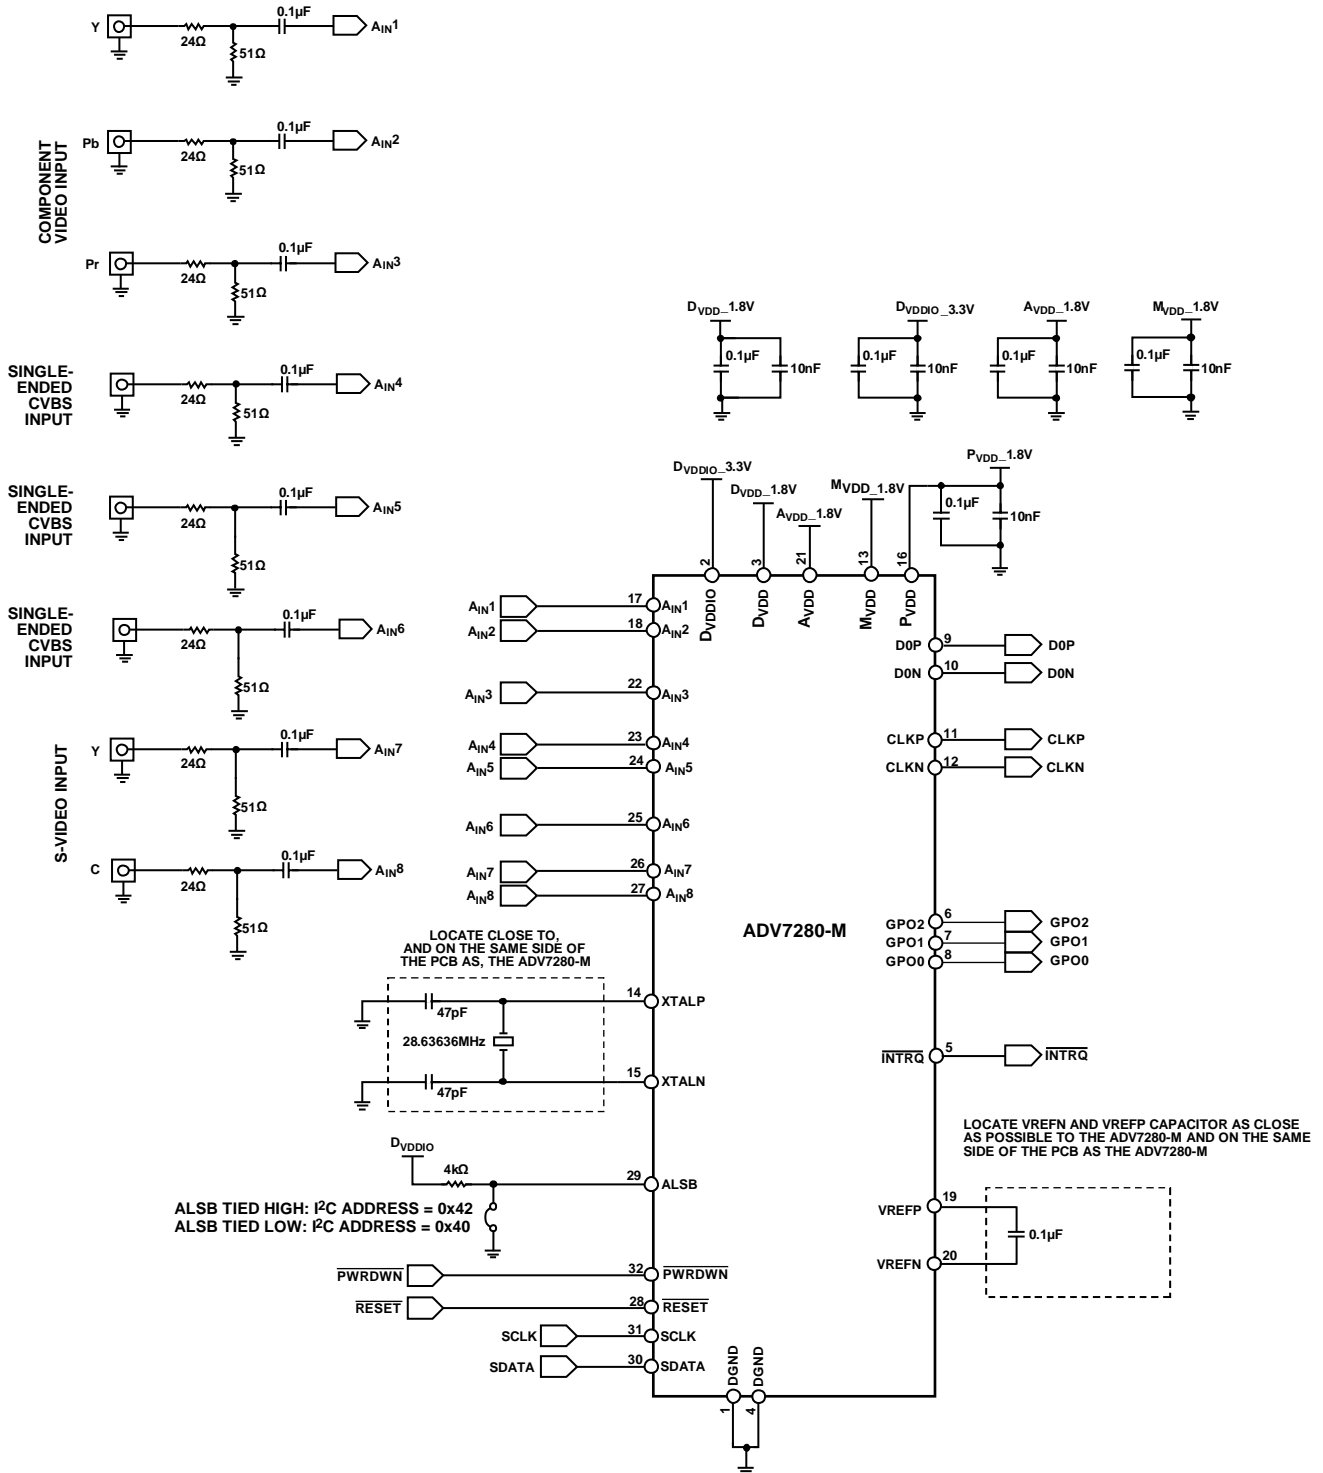 Y
24Ω
51Ω
0.1µF
AIN1
COMPONENT
VIDEO INPUT
Pb
24Ω
51Ω
0.1µF
AIN2
Pr
24Ω
51Ω
0.1µF
AIN3
SINGLE-
ENDED
CVBS
INPUT
24Ω
51Ω
0.1µF
AIN4
SINGLE-
ENDED
CVBS
INPUT
24Ω
51Ω
0.1µF
AIN5
SINGLE-
ENDED
CVBS
INPUT
24Ω
51Ω
0.1µF
AIN6
S-VIDEO INPUT
Y
24Ω
51Ω
0.1µF
AIN7
C
24Ω
51Ω
0.1µF
AIN8
DVDD_1.8V
0.1µF
10nF
DVDDIO_3.3V
0.1µF
10nF
AVDD_1.8V
0.1µF
10nF
MVDD_1.8V
0.1µF
10nF
PVDD_1.8V
0.1µF
10nF
DVDDIO_3.3V
DVDD_1.8V
AVDD_1.8V
MVDD_1.8V
2
3
21
13
16
DVDDIO
DVDD
AVDD
MVDD
PVDD
AIN1 17 AIN1
AIN2 18 AIN2
AIN3 22 AIN3
AIN4 23 AIN4
AIN5 24 AIN5
AIN6 25 AIN6
AIN7 26 AIN7
AIN8 27 AIN8
D0P 9 D0P
D0N 10 D0N
CLKP 11 CLKP
CLKN 12 CLKN
ADV7280-M
GPO2 6 GPO2
GPO1 7 GPO1
GPO0 8 GPO0
INTRQ 5 INTRQ
LOCATE CLOSE TO,
AND ON THE SAME SIDE OF
THE PCB AS, THE ADV7280-M
47pF
28.63636MHz
47pF
14 XTALP
15 XTALN
LOCATE VREFN AND VREFP CAPACITOR AS CLOSE
AS POSSIBLE TO THE ADV7280-M AND ON THE SAME
SIDE OF THE PCB AS THE ADV7280-M
VREFP 19
0.1µF
VREFN 20
DVDDIO
4kΩ
29 ALSB
ALSB TIED HIGH: I2C ADDRESS = 0x42
ALSB TIED LOW: I2C ADDRESS = 0x40
PWRDWN 32 PWRDWN
RESET 28 RESET
SCLK 31 SCLK
SDATA 30 SDATA
DGND
DGND
1
4